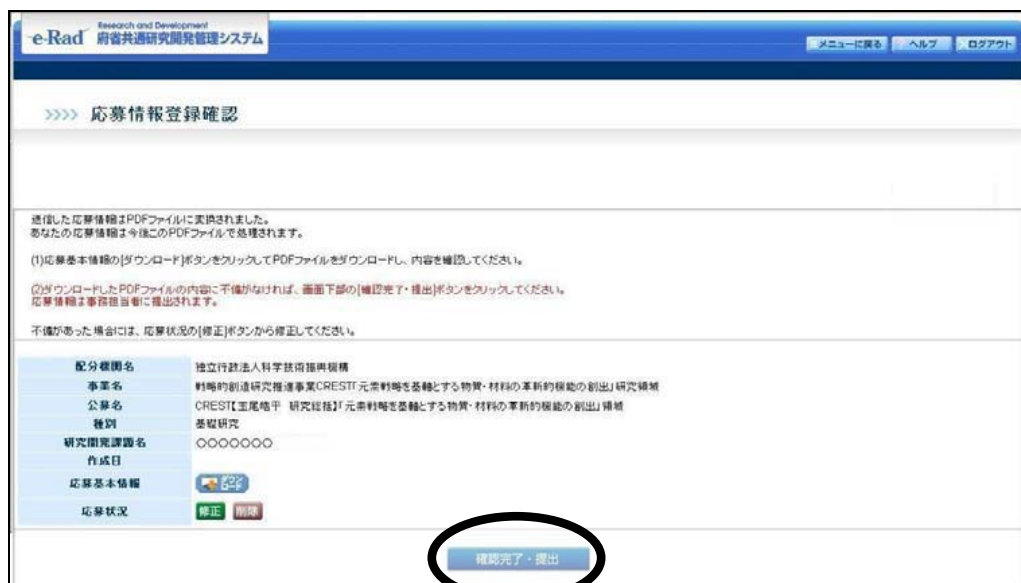 Research and Development
e-Rad 府省共通研究開発管理システム
メニューに戻る ヘルプ ログアウト
>>>> 応募情報登録確認
送信した応募情報はPDFファイルに変換されました。
あなたの応募情報は今後このPDFファイルで処理されます。
(1)応募基本情報の[ダウンロード]ボタンをクリックしてPDFファイルをダウンロードし、内容を確認してください。
(2)ダウンロードしたPDFファイルの内容に不備がなければ、画面下部の[確認完了・提出]ボタンをクリックしてください。
応募情報は事務担当者に提出されます。
不備があった場合には、応募状況の[修正]ボタンから修正してください。
配分機関名 独立行政法人科学技術振興機構
事業名 戦略的創造研究推進事業CREST「元素戦略を基軸とする物質・材料の革新的機能の創出」研究領域
公募名 CREST【玉尾皓平 研究総括】「元素戦略を基軸とする物質・材料の革新的機能の創出」領域
種別 基礎研究
研究開発課題名 ○○○○○○○
作成日
応募基本情報
応募状況 修正 削除
確認完了・提出